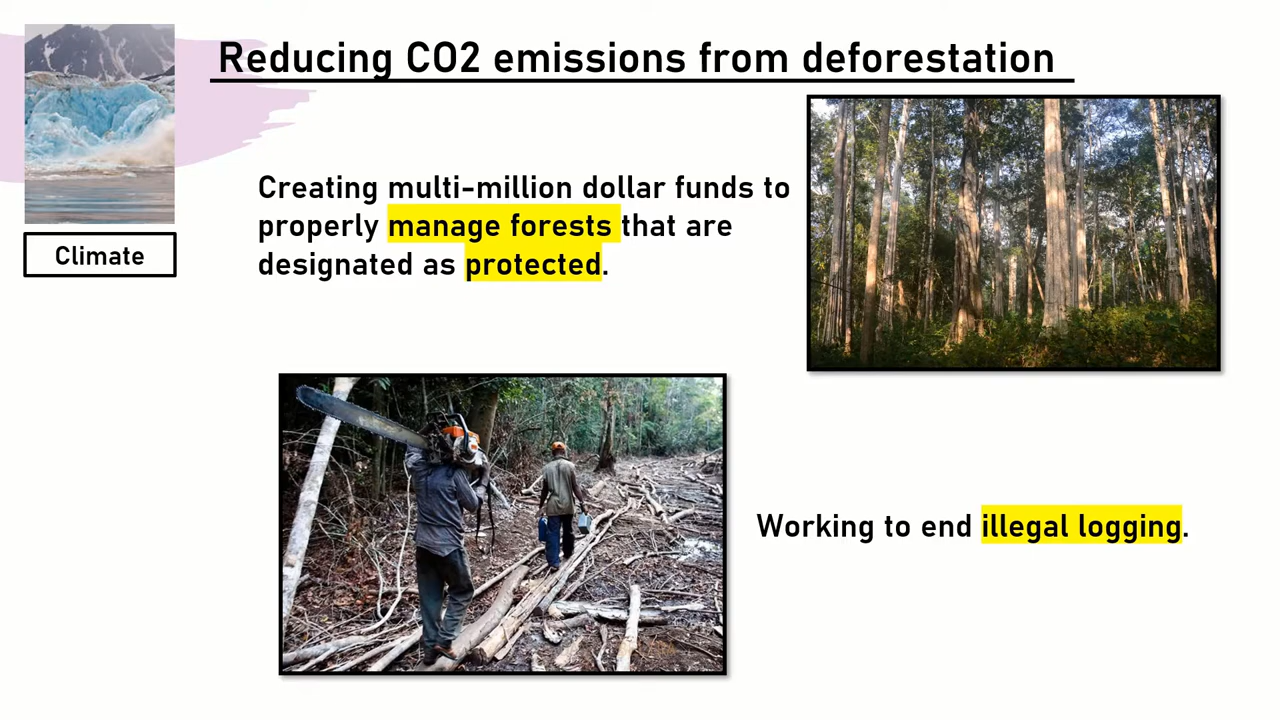 Reducing CO2 emissions from deforestation
Climate
Creating multi-million dollar funds to
properly manage forests that are
designated as protected.
Working to end illegal logging.